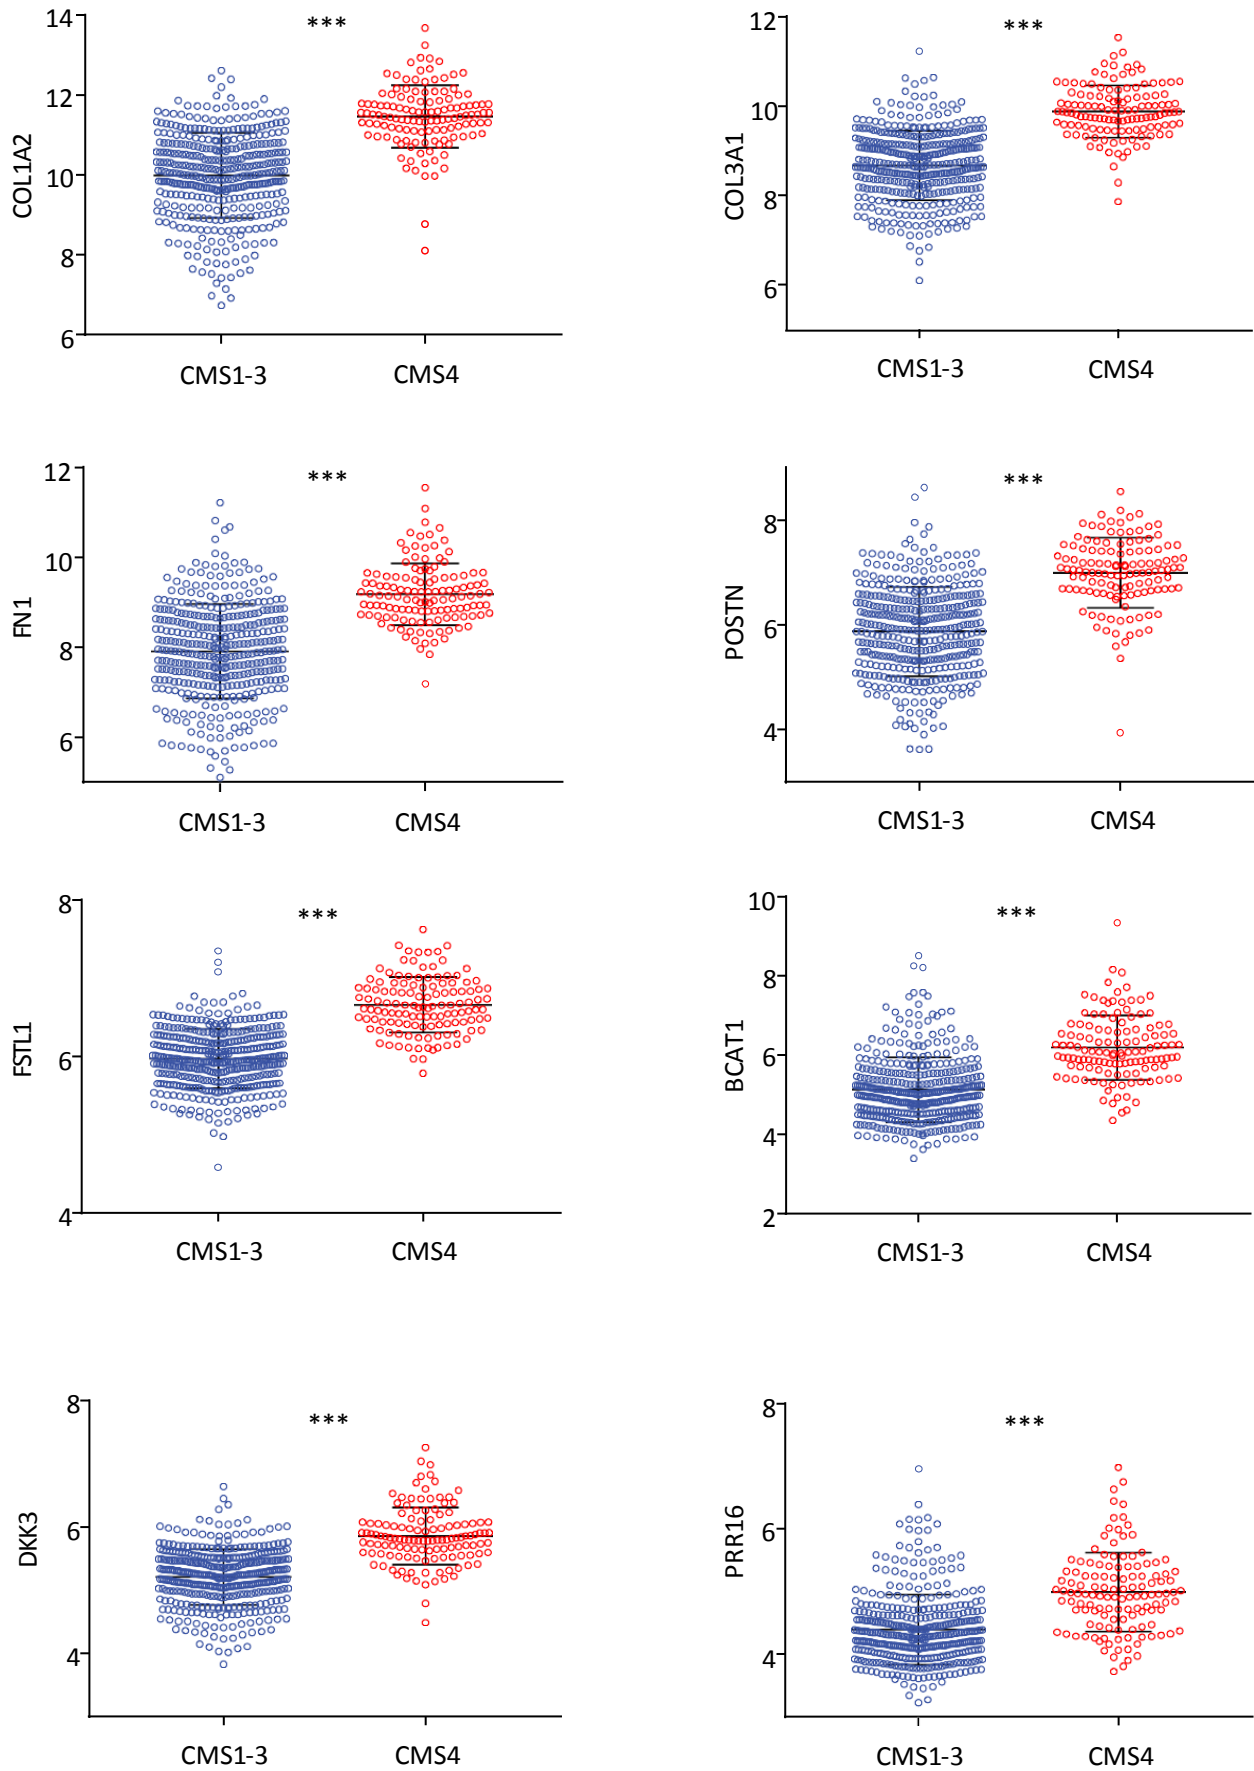 COL1A2
14
12
10
8
6
***
CMS1-3
CMS4
COL3A1
12
10
8
6
***
CMS1-3
CMS4
FN1
12
10
8
6
***
CMS1-3
CMS4
POSTN
8
6
4
***
CMS1-3
CMS4
FSTL1
8
6
4
***
CMS1-3
CMS4
BCAT1
10
8
6
4
2
***
CMS1-3
CMS4
DKK3
8
6
4
***
CMS1-3
CMS4
PRR16
8
6
4
***
CMS1-3
CMS4